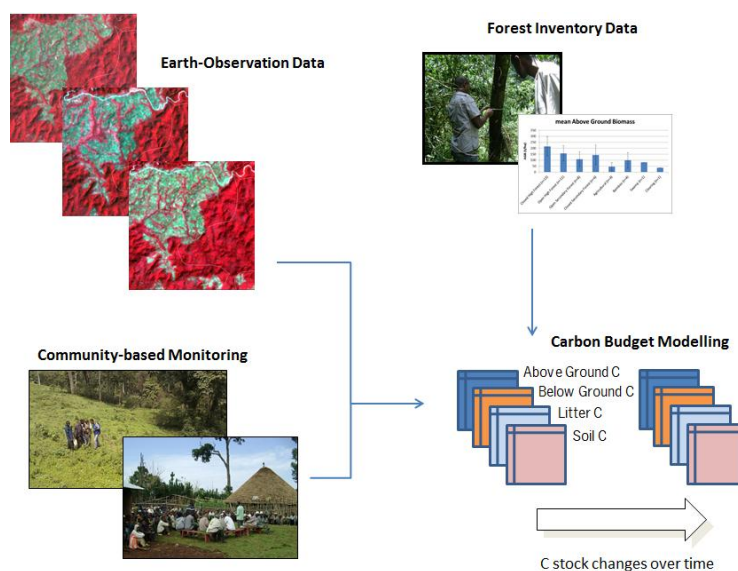 Forest Inventory Data
Earth-Observation Data
mean Above Ground Biomass
Community-based Monitoring
Carbon Budget Modelling
Above Ground C
Below Ground C
Litter C
Soil C
C stock changes over time